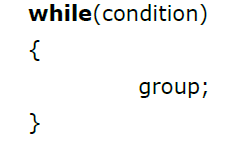 while(condition)
{
group;
}